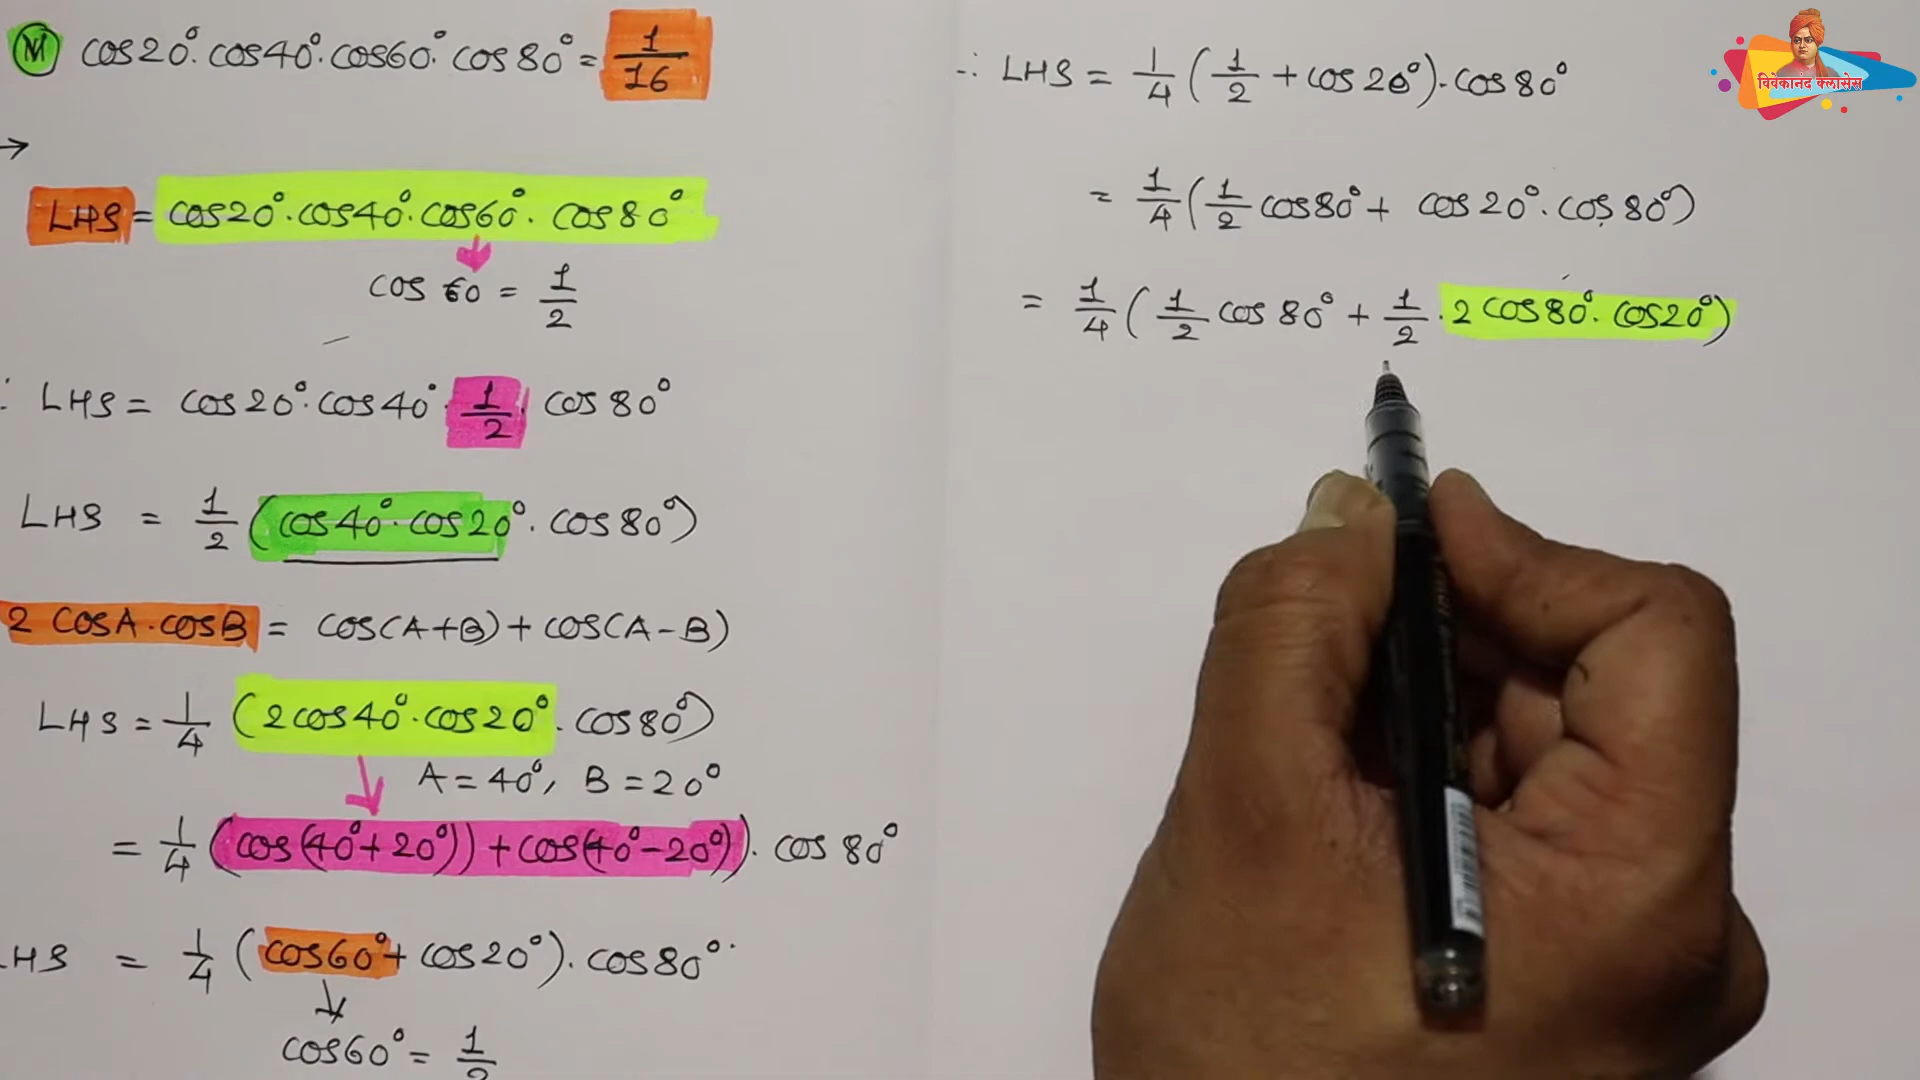 M cos20°.cos40°.cos60°.cos80° = 1/16
→
LHS = cos20°.cos40°.cos60°.cos80°
cos 60 = 1/2
∴ LHS = cos20°.cos40°.1/2.cos80°
LHS = 1/2 (cos40°.cos20°.cos80°)
2 cosA.cosB = cos(A+B)+cos(A-B)
LHS = 1/4 (2cos40°.cos20°.cos80°)
A = 40°, B = 20°
= 1/4 (cos(40°+20°))+cos(40°-20°)).cos80°
LHS = 1/4 (cos60°+cos20°).cos80°
cos60° = 1/2
∴ LHS = 1/4 (1/2 + cos20°).cos80°
= 1/4 (1/2 cos80° + cos20°.cos80°)
= 1/4 (1/2 cos80° + 1/2 .2 cos80°.cos20°)
विवेकानंद क्लासेस